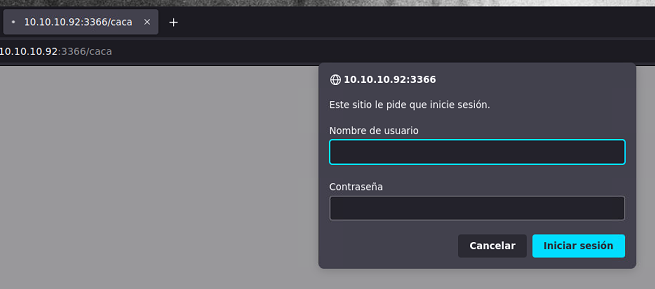 10.10.10.92:3366/caca
10.10.10.92:3366/caca
10.10.10.92:3366
Este sitio le pide que inicie sesión.
Nombre de usuario
Contraseña
Cancelar
Iniciar sesión